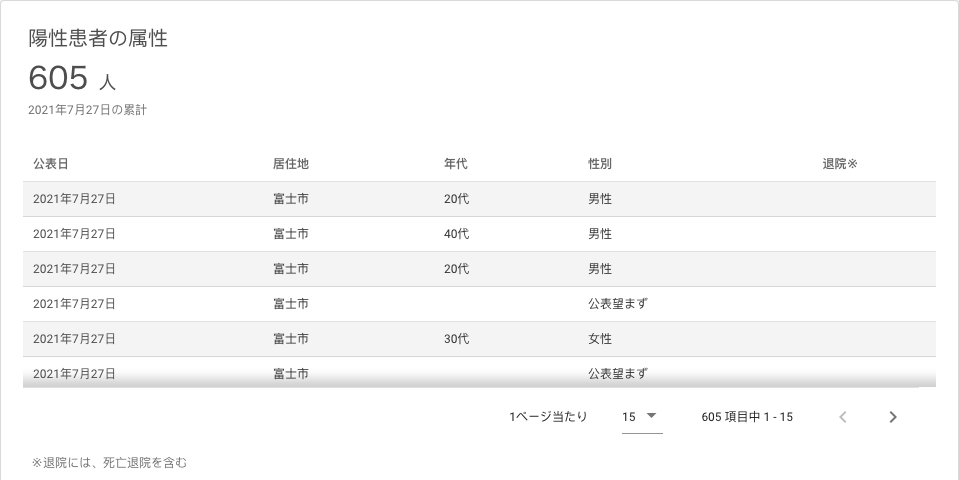 陽性患者の属性
605 人
2021年7月27日の累計
公表日 居住地 年代 性別 退院※
2021年7月27日 富士市 20代 男性
2021年7月27日 富士市 40代 男性
2021年7月27日 富士市 20代 男性
2021年7月27日 富士市 公表望まず
2021年7月27日 富士市 30代 女性
2021年7月27日 富士市 公表望まず
1ページ当たり 15 605 項目中 1 - 15
※退院には、死亡退院を含む